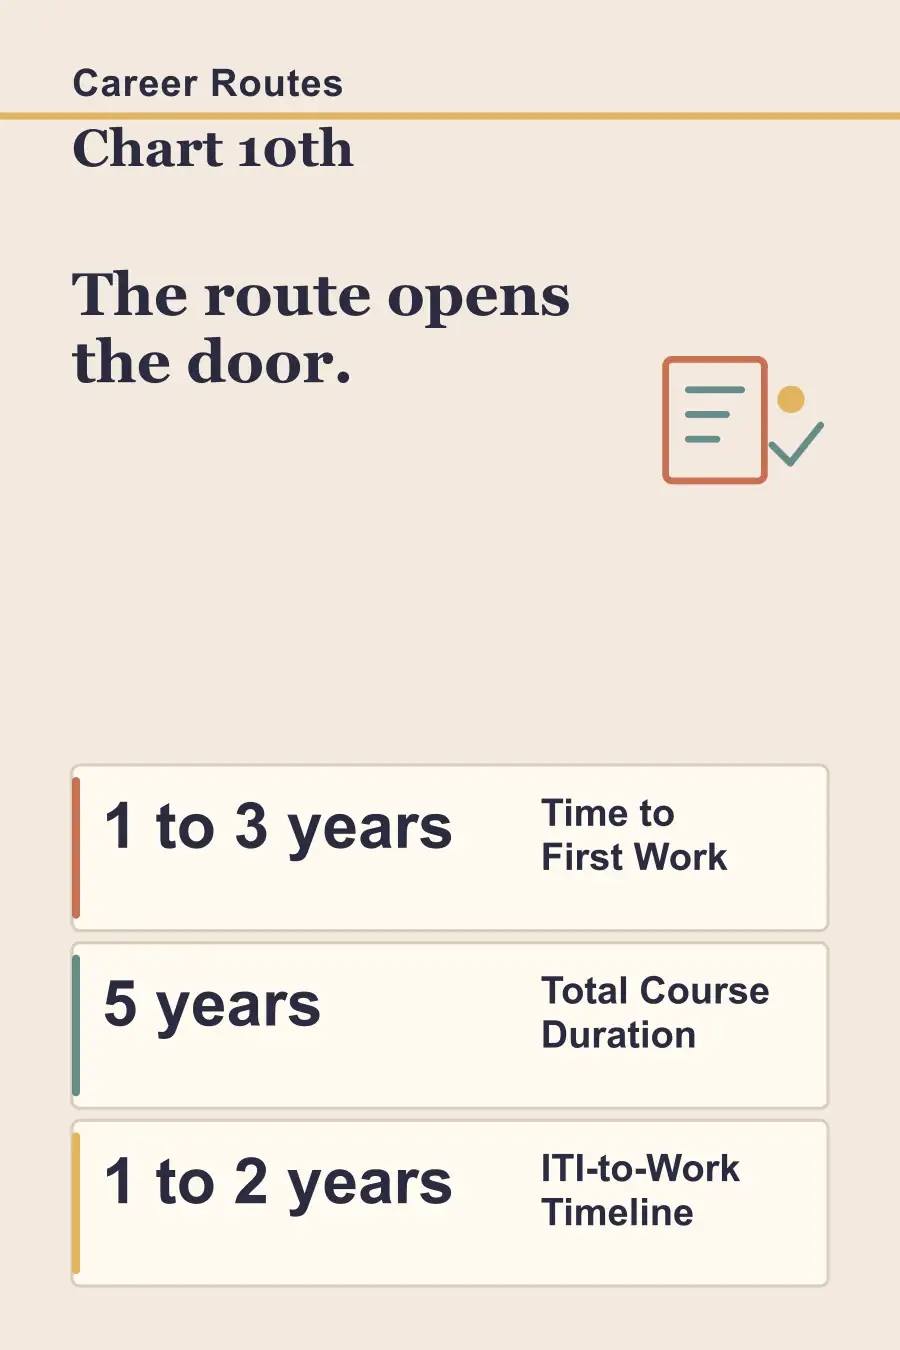 Career Routes
Chart 10th
The route opens
the door.
1 to 3 years
Time to
First Work
5 years
Total Course
Duration
1 to 2 years
ITI-to-Work
Timeline